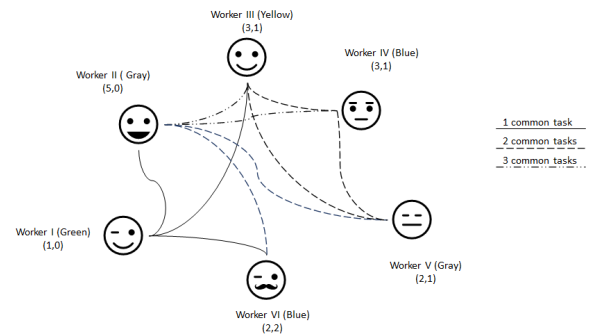 Worker III (Yellow)
(3,1)
Worker IV (Blue)
(3,1)
Worker II ( Gray)
(5,0)
1 common task
2 common tasks
3 common tasks
Worker I (Green)
(1,0)
Worker V (Gray)
(2,1)
Worker VI (Blue)
(2,2)